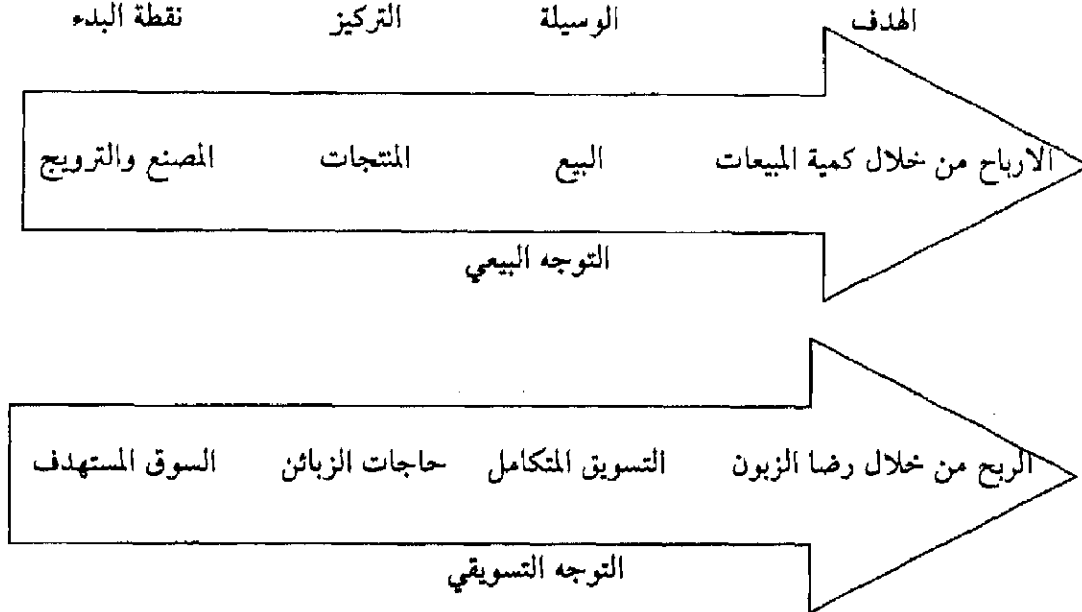 نقطة البدء التركيز الوسيلة الهدف
المصنع والترويج المنتجات البيع الارباح من خلال كمية المبيعات
التوجه البيعي
السوق المستهدف حاجات الزبائن التسويق المتكامل الربح من خلال رضا الزبون
التوجه التسويقي